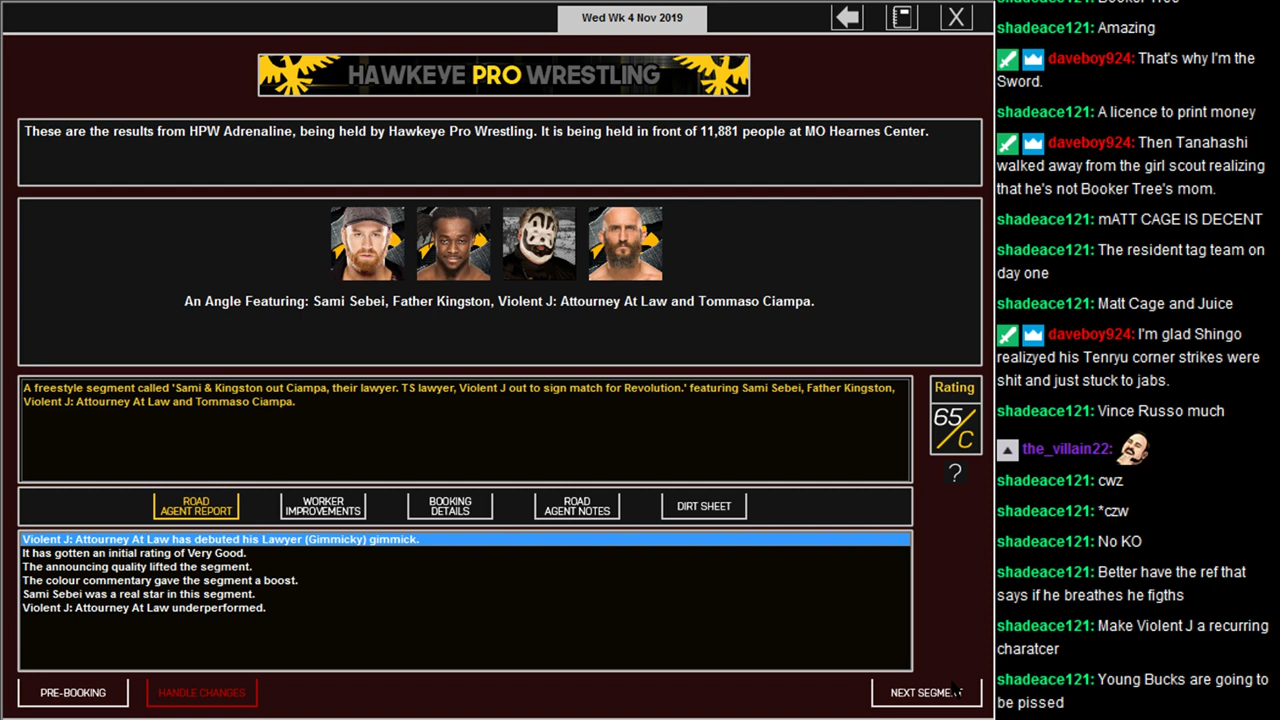 Wed Wk 4 Nov 2019
X
HAWKEYE PRO WRESTLING
These are the results from HPW Adrenaline, being held by Hawkeye Pro Wrestling. It is being held in front of 11,881 people at MO Hearnes Center.
An Angle Featuring: Sami Sebei, Father Kingston, Violent J: Attourney At Law and Tommaso Ciampa.
A freestyle segment called 'Sami & Kingston out Ciampa, their lawyer. TS lawyer, Violent J out to sign match for Revolution.' featuring Sami Sebei, Father Kingston,
Violent J: Attourney At Law and Tommaso Ciampa.
Rating
65/C
?
ROAD
AGENT REPORT
WORKER
IMPROVEMENTS
BOOKING
DETAILS
ROAD
AGENT NOTES
DIRT SHEET
Violent J: Attourney At Law has debuted his Lawyer (Gimmicky) gimmick.
It has gotten an initial rating of Very Good.
The announcing quality lifted the segment.
The colour commentary gave the segment a boost.
Sami Sebei was a real star in this segment.
Violent J: Attourney At Law underperformed.
PRE-BOOKING
HANDLE CHANGES
NEXT SEGMENT
shadeace121: Amazing
daveboy924: That's why I'm the
Sword.
shadeace121: A licence to print money
daveboy924: Then Tanahashi
walked away from the girl scout realizing
that he's not Booker Tree's mom.
shadeace121: mATT CAGE IS DECENT
shadeace121: The resident tag team on
day one
shadeace121: Matt Cage and Juice
daveboy924: I'm glad Shingo
realizyed his Tenryu corner strikes were
shit and just stuck to jabs.
shadeace121: Vince Russo much
the_villain22:
shadeace121: cwz
shadeace121: *czw
shadeace121: No KO
shadeace121: Better have the ref that
says if he breathes he figths
shadeace121: Make Violent J a recurring
charatcer
shadeace121: Young Bucks are going to
be pissed